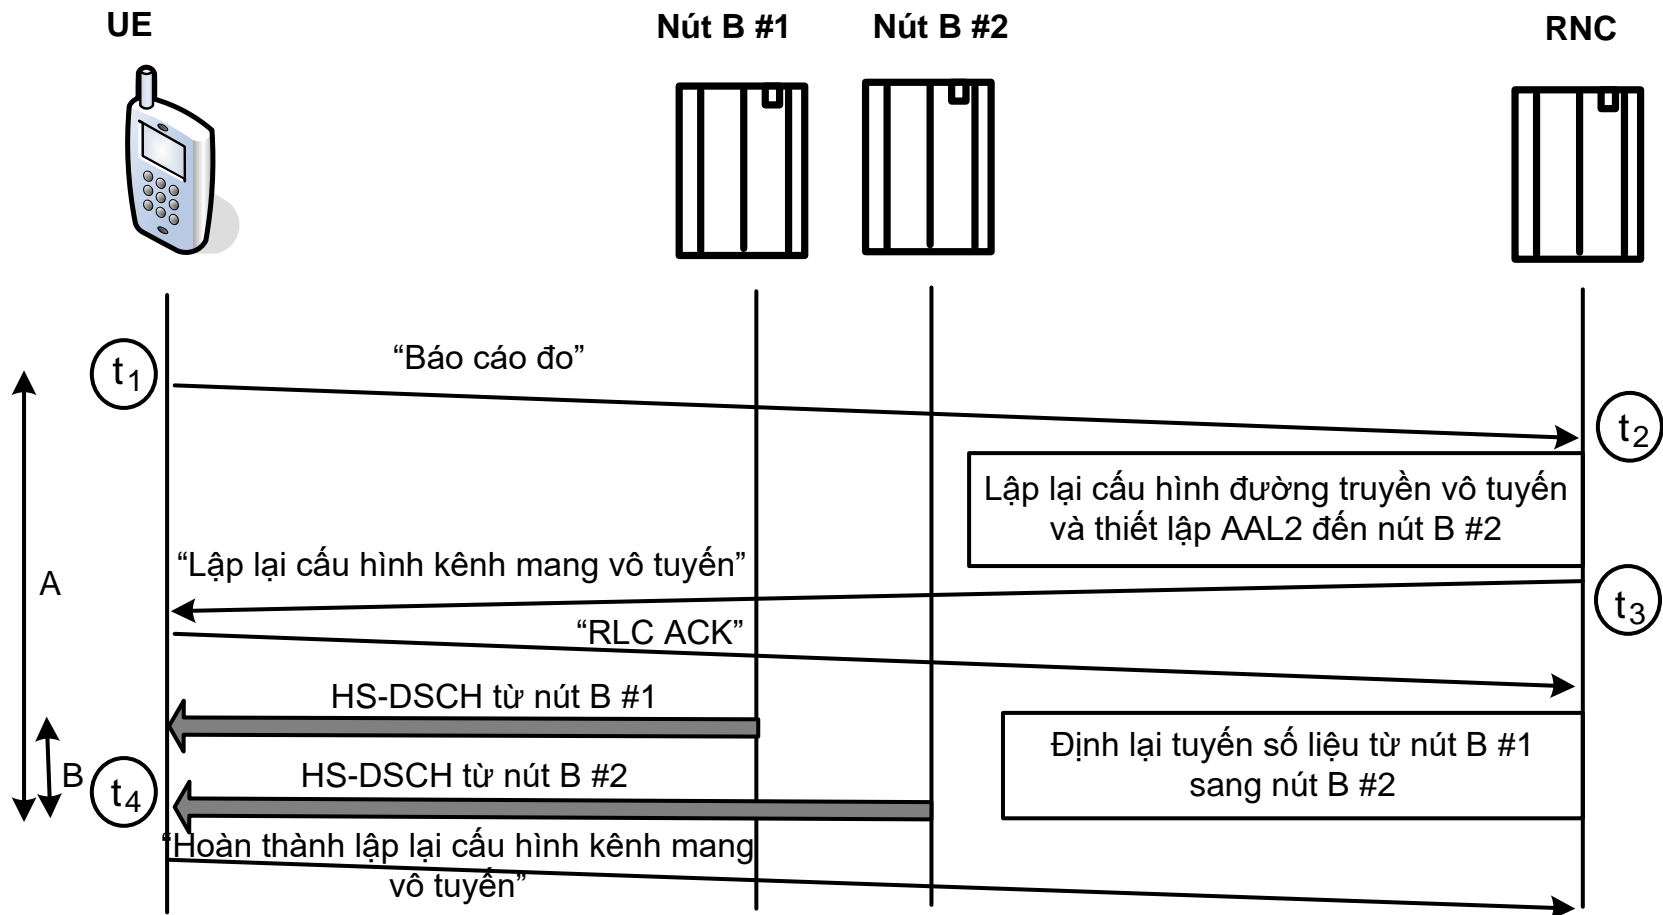 UE
Nút B #1
Nút B #2
RNC
“Báo cáo đo”
t1
t2
Lập lại cấu hình đường truyền vô tuyến
và thiết lập AAL2 đến nút B #2
“Lập lại cấu hình kênh mang vô tuyến”
A
t3
“RLC ACK”
HS-DSCH từ nút B #1
Định lại tuyến số liệu từ nút B #1
sang nút B #2
B
HS-DSCH từ nút B #2
t4
“Hoàn thành lập lại cấu hình kênh mang
vô tuyến”